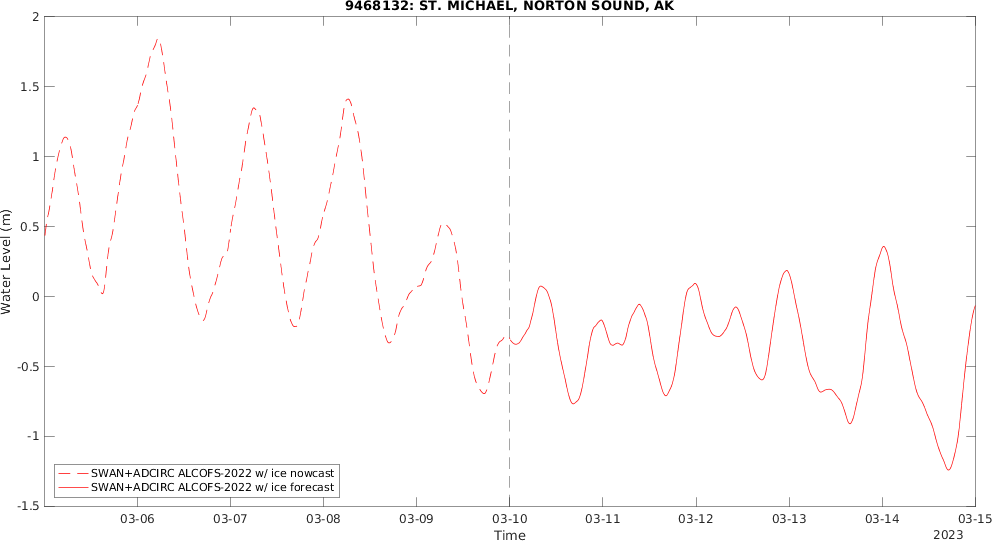 9468132: ST. MICHAEL, NORTON SOUND, AK
2
1.5
1
0.5
0
-0.5
-1
-1.5
Water Level (m)
SWAN+ADCIRC ALCOFS-2022 w/ ice nowcast
SWAN+ADCIRC ALCOFS-2022 w/ ice forecast
03-06 03-07 03-08 03-09 03-10 03-11 03-12 03-13 03-14 03-15
Time
2023